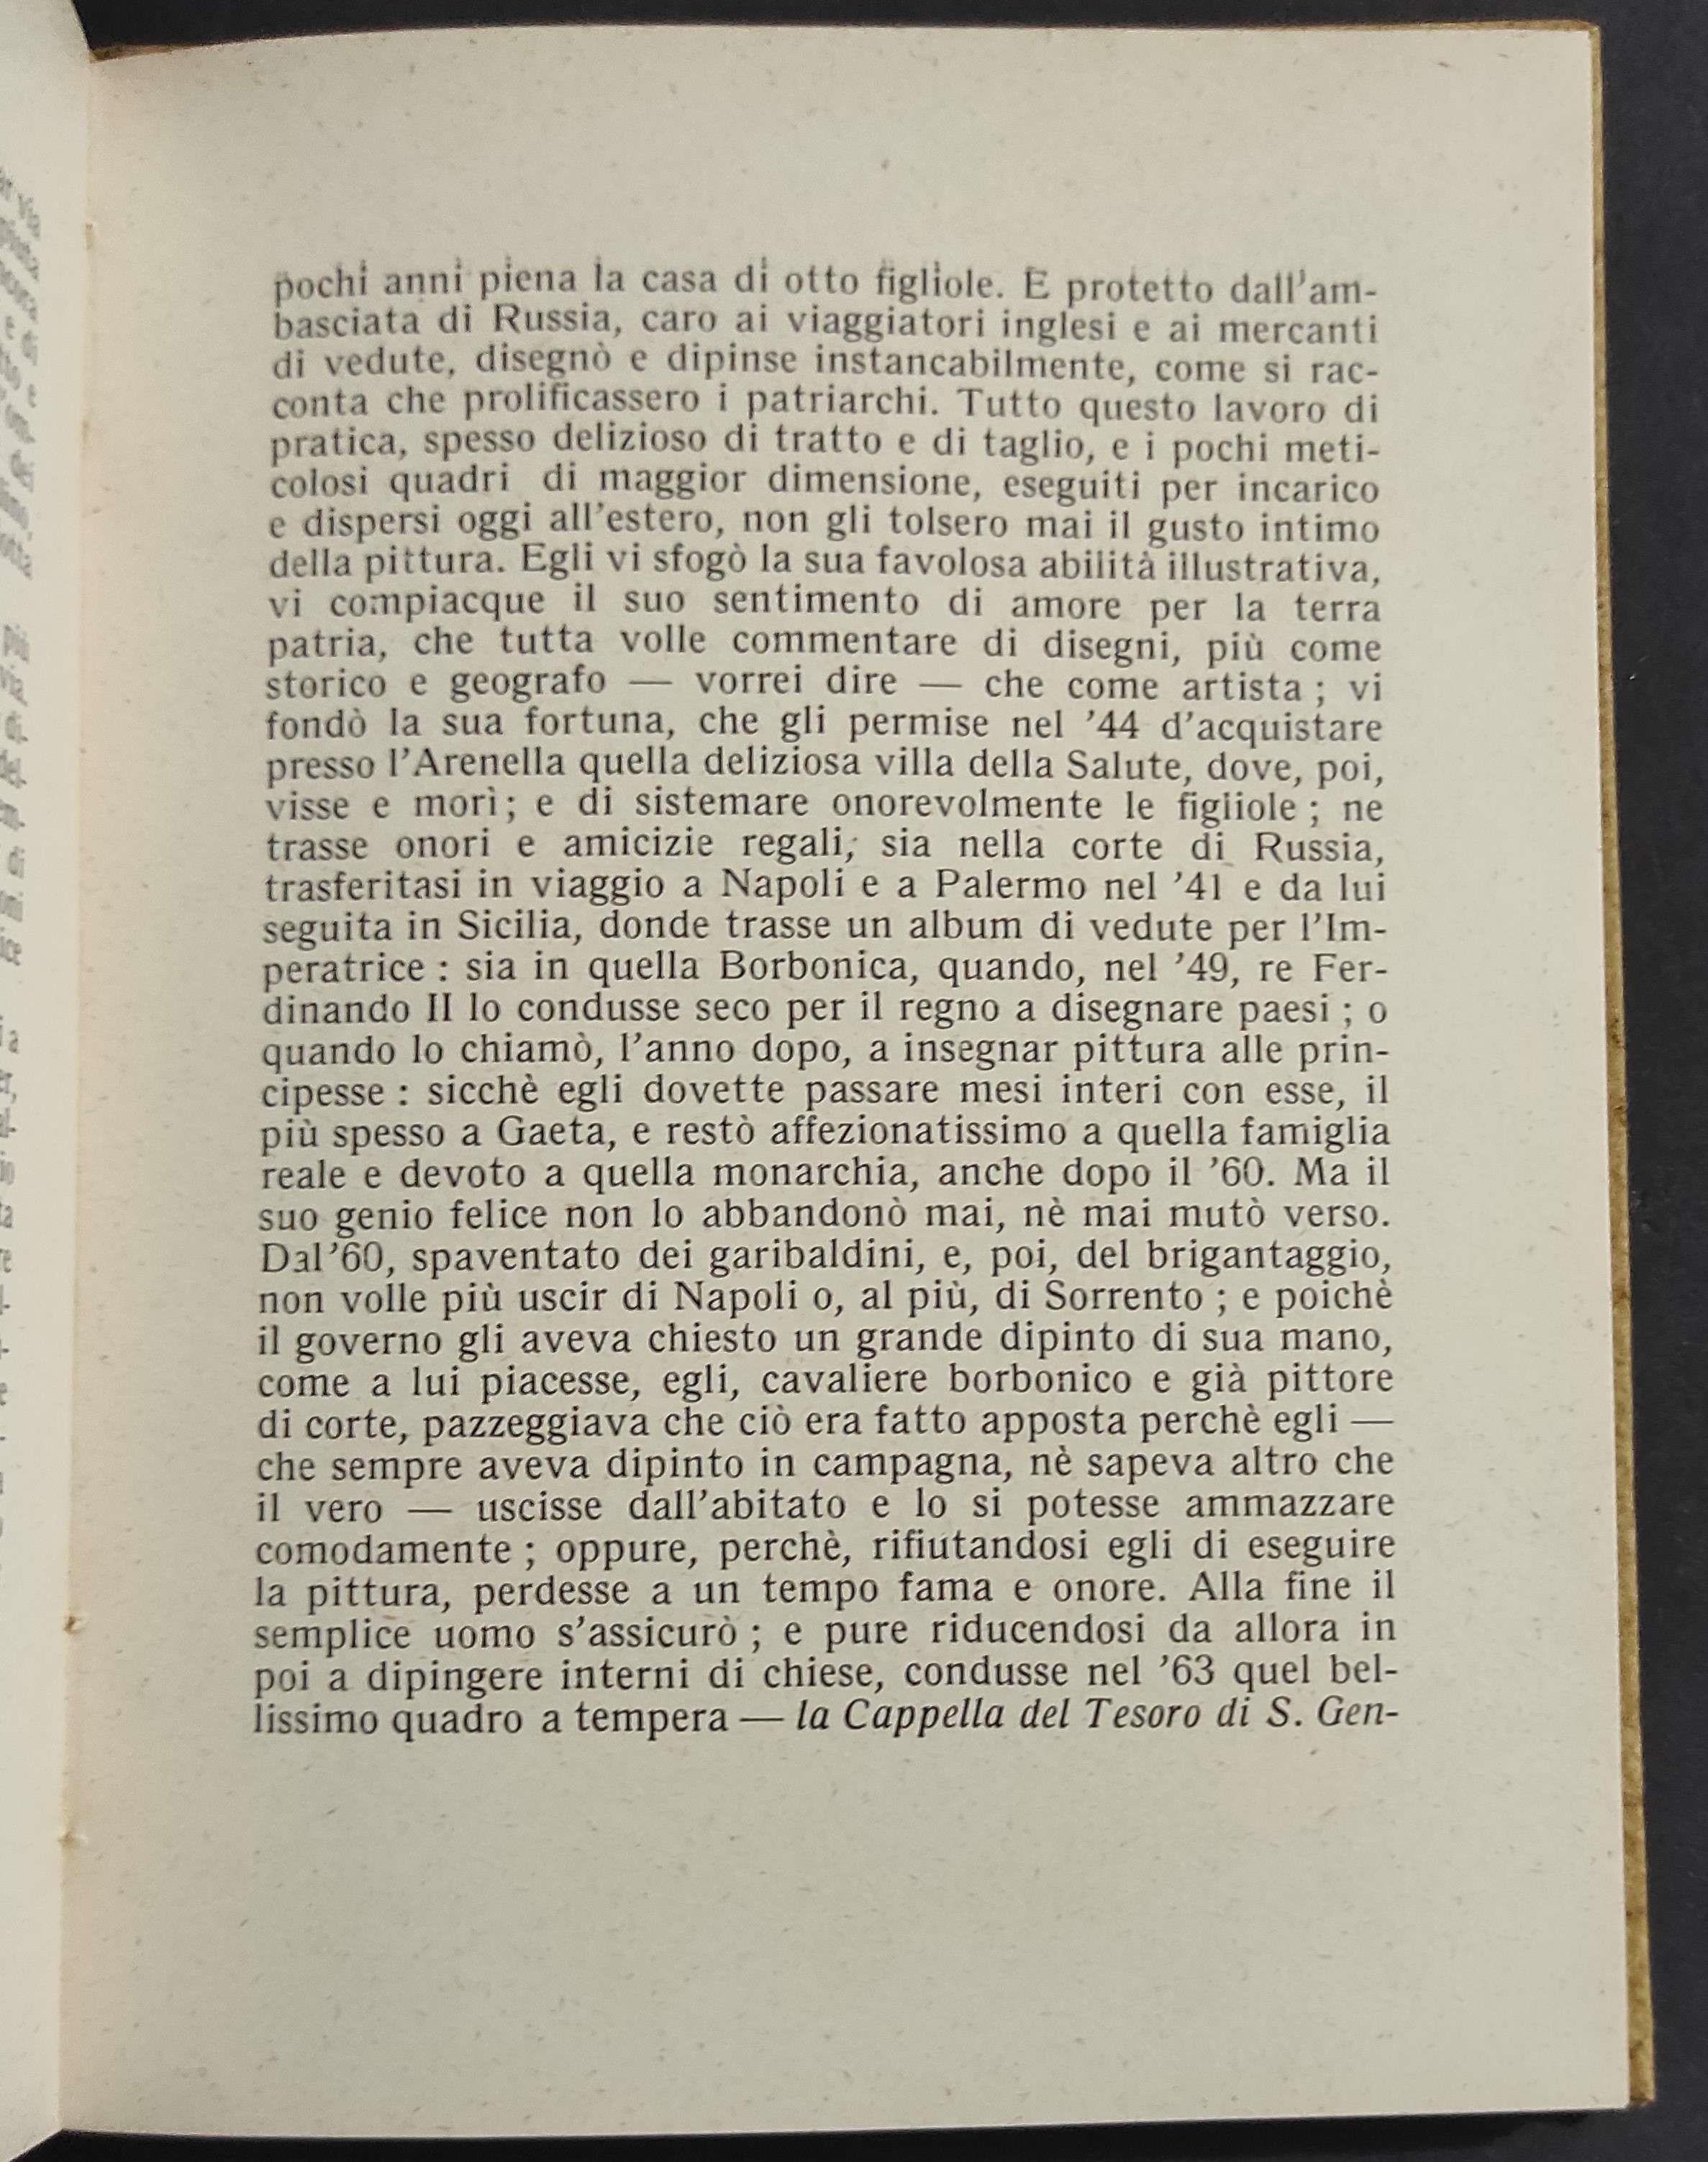 pochi anni piena la casa di otto figliole. E protetto dall'am-
basciata di Russia, caro ai viaggiatori inglesi e ai mercanti
di vedute, disegnò e dipinse instancabilmente, come si rac-
conta che prolificassero i patriarchi. Tutto questo lavoro di
pratica, spesso delizioso di tratto e di taglio, e i pochi meti-
colosi quadri di maggior dimensione, eseguiti per incarico
e dispersi oggi all'estero, non gli tolsero mai il gusto intimo
della pittura. Egli vi sfogò la sua favolosa abilità illustrativa,
vi compiacque il suo sentimento di amore per la terra
patria, che tutta volle commentare di disegni, più come
storico e geografo — vorrei dire — che come artista ; vi
fondò la sua fortuna, che gli permise nel '44 d'acquistare
presso l'Arenella quella deliziosa villa della Salute, dove, poi,
visse e morì ; e di sistemare onorevolmente le figliole ; ne
trasse onori e amicizie regali, sia nella corte di Russia,
trasferitasi in viaggio a Napoli e a Palermo nel '41 e da lui
seguita in Sicilia, donde trasse un album di vedute per l'Im-
peratrice : sia in quella Borbonica, quando, nel '49, re Fer-
dinando II lo condusse seco per il regno a disegnare paesi ; o
quando lo chiamò, l'anno dopo, a insegnar pittura alle prin-
cipesse : sicchè egli dovette passare mesi interi con esse, il
più spesso a Gaeta, e restò affezionatissimo a quella famiglia
reale e devoto a quella monarchia, anche dopo il '60. Ma il
suo genio felice non lo abbandonò mai, nè mai mutò verso.
Dal '60, spaventato dei garibaldini, e, poi, del brigantaggio,
non volle più uscir di Napoli o, al più, di Sorrento ; e poichè
il governo gli aveva chiesto un grande dipinto di sua mano,
come a lui piacesse, egli, cavaliere borbonico e già pittore
di corte, pazzeggiava che ciò era fatto apposta perchè egli —
che sempre aveva dipinto in campagna, nè sapeva altro che
il vero — uscisse dall'abitato e lo si potesse ammazzare
comodamente ; oppure, perchè, rifiutandosi egli di eseguire
la pittura, perdesse a un tempo fama e onore. Alla fine il
semplice uomo s'assicurò ; e pure riducendosi da allora in
poi a dipingere interni di chiese, condusse nel '63 quel bel-
lissimo quadro a tempera — la Cappella del Tesoro di S. Gen-